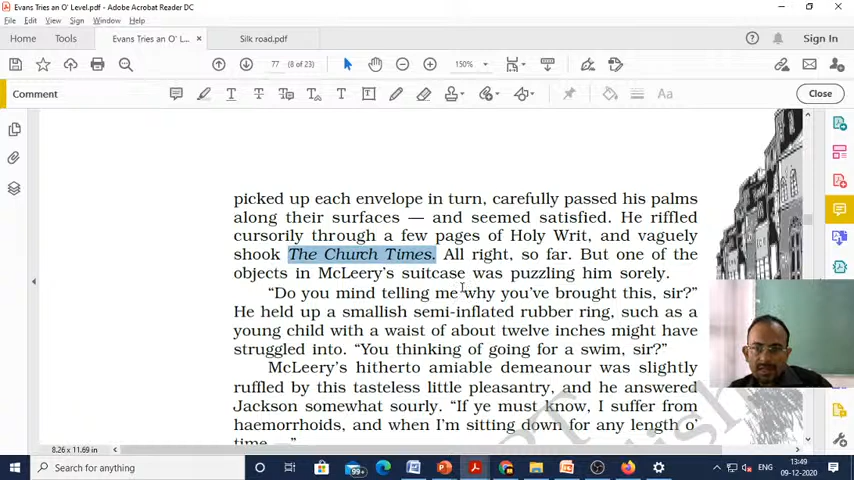 Evans Tries an O' Level.pdf - Adobe Acrobat Reader DC
File Edit View Sign Window Help
Home Tools Evans Tries an O' L... × Silk road.pdf Sign In
77 (8 of 23) 150%
Comment Close
picked up each envelope in turn, carefully passed his palms
along their surfaces — and seemed satisfied. He riffled
cursorily through a few pages of Holy Writ, and vaguely
shook The Church Times. All right, so far. But one of the
objects in McLeery's suitcase was puzzling him sorely.
“Do you mind telling me why you've brought this, sir?”
He held up a smallish semi-inflated rubber ring, such as a
young child with a waist of about twelve inches might have
struggled into. “You thinking of going for a swim, sir?”
McLeery's hitherto amiable demeanour was slightly
ruffled by this tasteless little pleasantry, and he answered
Jackson somewhat sourly. “If ye must know, I suffer from
haemorrhoids, and when I'm sitting down for any length o'
time —”
8.26 x 11.69 in
Search for anything 99+ ENG 13:49
09-12-2020